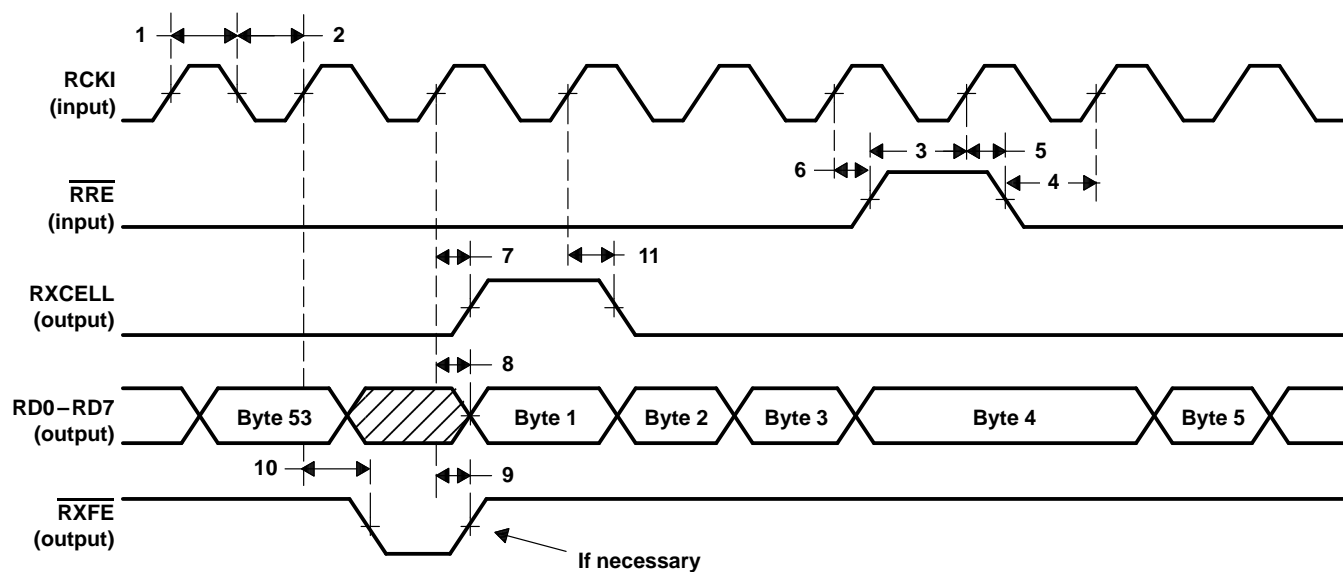 1
2
RCKI
(input)
3
5
6
4
RRE
(input)
7
11
RXCELL
(output)
8
RD0–RD7
(output)
Byte 53
Byte 1
Byte 2
Byte 3
Byte 4
Byte 5
10
9
RXFE
(output)
If necessary